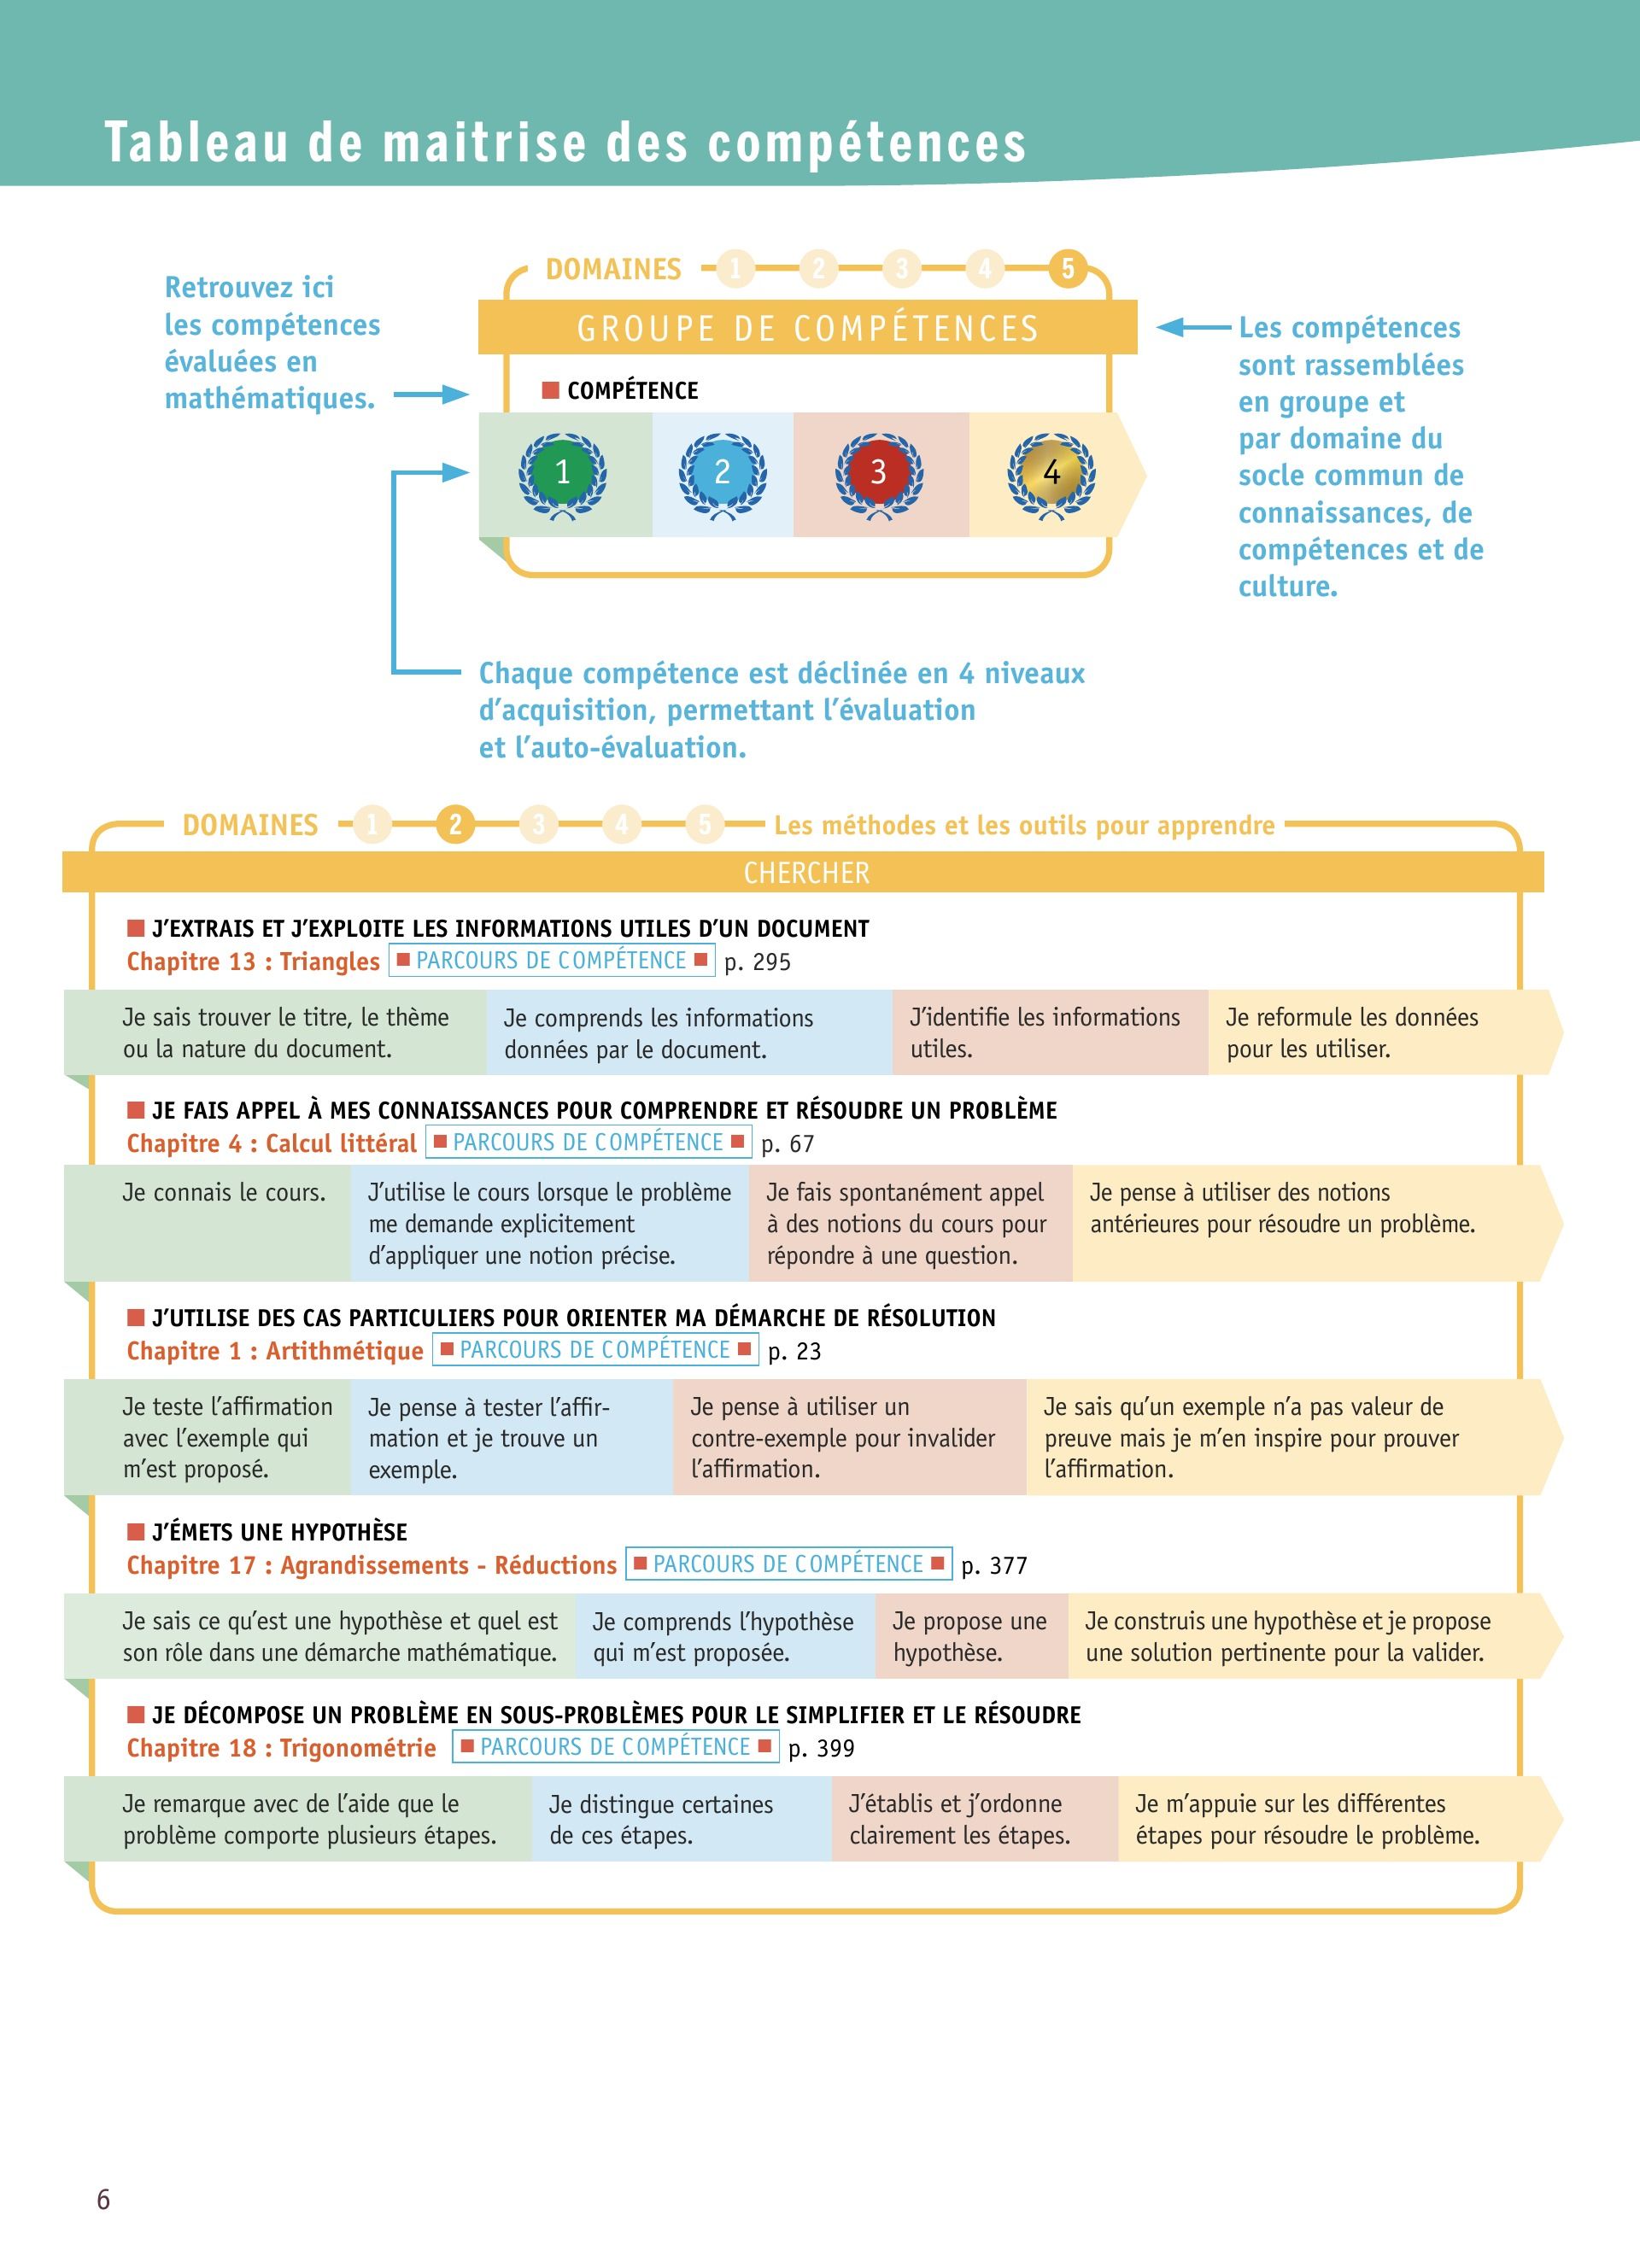 Tableau de maitrise des compétences
Retrouvez ici
les compétences
évaluées en
mathématiques.
DOMAINES 1 2 3 4 5
GROUPE DE COMPÉTENCES
COMPÉTENCE
1 2 3 4
Les compétences
sont rassemblées
en groupe et
par domaine du
socle commun de
connaissances, de
compétences et de
culture.
Chaque compétence est déclinée en 4 niveaux
d’acquisition, permettant l’évaluation
et l’auto-évaluation.
DOMAINES 1 2 3 4 5 Les méthodes et les outils pour apprendre
CHERCHER
J’EXTRAIS ET J’EXPLOITE LES INFORMATIONS UTILES D’UN DOCUMENT
Chapitre 13 : Triangles PARCOURS DE COMPÉTENCE p. 295
Je sais trouver le titre, le thème
ou la nature du document.
Je comprends les informations
données par le document.
J’identifie les informations
utiles.
Je reformule les données
pour les utiliser.
JE FAIS APPEL À MES CONNAISSANCES POUR COMPRENDRE ET RÉSOUDRE UN PROBLÈME
Chapitre 4 : Calcul littéral PARCOURS DE COMPÉTENCE p. 67
Je connais le cours.
J’utilise le cours lorsque le problème
me demande explicitement
d’appliquer une notion précise.
Je fais spontanément appel
à des notions du cours pour
répondre à une question.
Je pense à utiliser des notions
antérieures pour résoudre un problème.
J’UTILISE DES CAS PARTICULIERS POUR ORIENTER MA DÉMARCHE DE RÉSOLUTION
Chapitre 1 : Artithmétique PARCOURS DE COMPÉTENCE p. 23
Je teste l’affirmation
avec l’exemple qui
m’est proposé.
Je pense à tester l’affir-
mation et je trouve un
exemple.
Je pense à utiliser un
contre-exemple pour invalider
l’affirmation.
Je sais qu’un exemple n’a pas valeur de
preuve mais je m’en inspire pour prouver
l’affirmation.
J’ÉMETS UNE HYPOTHÈSE
Chapitre 17 : Agrandissements - Réductions PARCOURS DE COMPÉTENCE p. 377
Je sais ce qu’est une hypothèse et quel est
son rôle dans une démarche mathématique.
Je comprends l’hypothèse
qui m’est proposée.
Je propose une
hypothèse.
Je construis une hypothèse et je propose
une solution pertinente pour la valider.
JE DÉCOMPOSE UN PROBLÈME EN SOUS-PROBLÈMES POUR LE SIMPLIFIER ET LE RÉSOUDRE
Chapitre 18 : Trigonométrie PARCOURS DE COMPÉTENCE p. 399
Je remarque avec de l’aide que le
problème comporte plusieurs étapes.
Je distingue certaines
de ces étapes.
J’établis et j’ordonne
clairement les étapes.
Je m’appuie sur les différentes
étapes pour résoudre le problème.
6